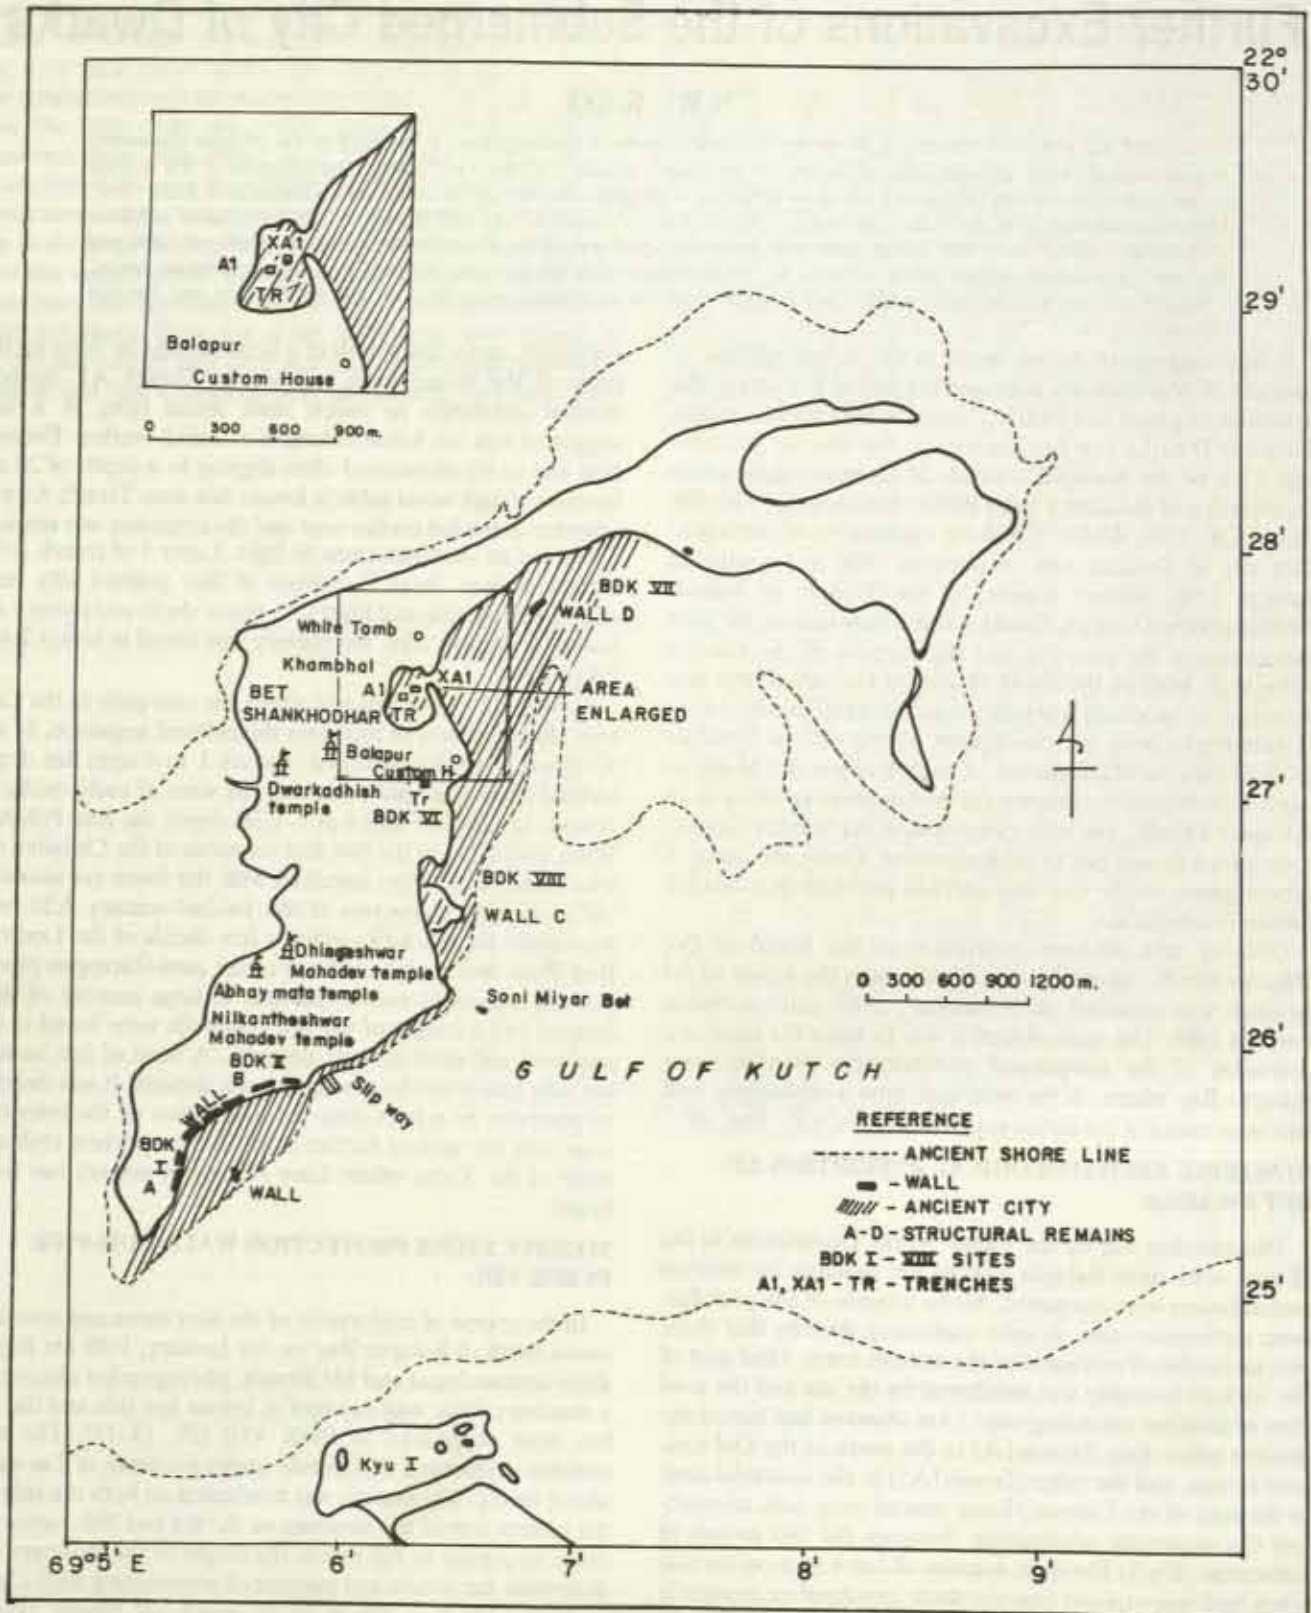 22°
30'
29'
28'
27'
26'
25'
XA1
A1
TR
Balapur
Custom House
0 300 600 900m.
BDK VII
WALL D
White Tomb
Khambhal
XA1
A1
TR
AREA
ENLARGED
BET
SHANKHODHAR
Balapur
Custom H
Dwarkadhish
temple
Tr
BDK VI
BDK VIII
WALL C
Dhingeshwar
Mahadev temple
Abhaymata temple
Soni Miyar Bet
0 300 600 900 1200m.
Nilkantheshwar
Mahadev temple
BDK II
B
WALL
Slip way
GULF OF KUTCH
BDK
I
A
WALL
REFERENCE
ANCIENT SHORE LINE
- WALL
- ANCIENT CITY
A-D-STRUCTURAL REMAINS
BDK I-VIII SITES
A1, XA1 - TR - TRENCHES
Kyu I
69°5' E 6' 7' 8' 9'